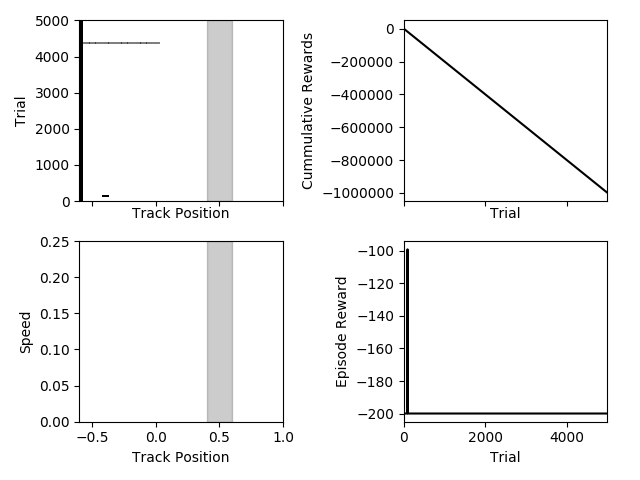 5000
4000
3000
2000
1000
0
Trial
Track Position
0
−200000
−400000
−600000
−800000
−1000000
Cummulative Rewards
Trial
0.25
0.20
0.15
0.10
0.05
0.00
Speed
−0.5 0.0 0.5 1.0
Track Position
−100
−120
−140
−160
−180
−200
Episode Reward
0 2000 4000
Trial